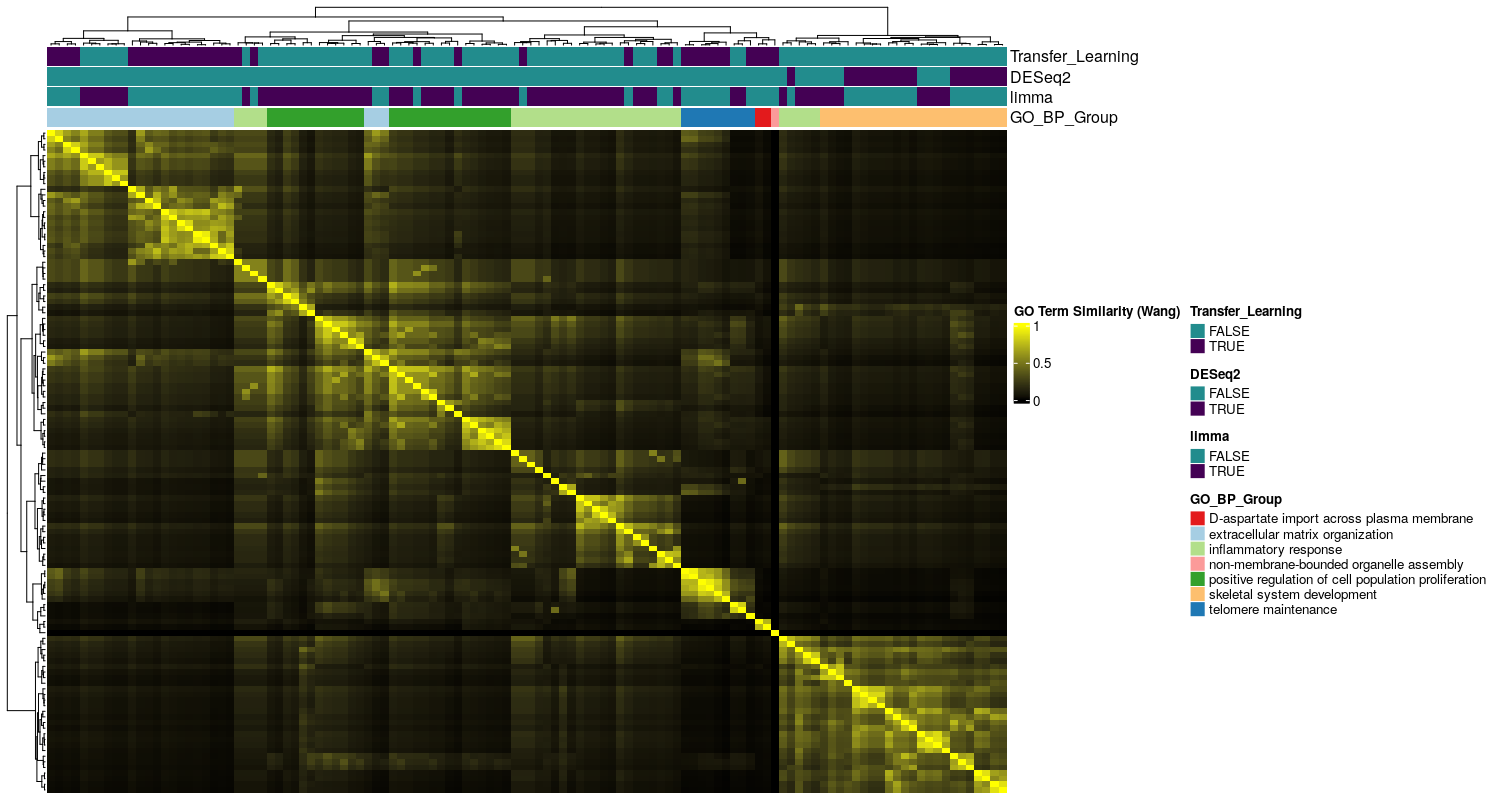 Transfer_Learning
DESeq2
limma
GO_BP_Group
GO Term Similarity (Wang)
1
0.5
0
Transfer_Learning
FALSE
TRUE
DESeq2
FALSE
TRUE
limma
FALSE
TRUE
GO_BP_Group
D-aspartate import across plasma membrane
extracellular matrix organization
inflammatory response
non-membrane-bounded organelle assembly
positive regulation of cell population proliferation
skeletal system development
telomere maintenance